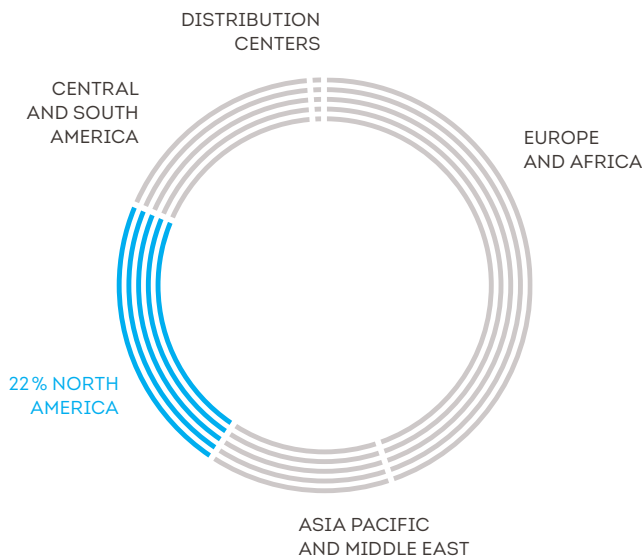 DISTRIBUTION
CENTERS
CENTRAL
AND SOUTH
AMERICA
EUROPE
AND AFRICA
22 % NORTH
AMERICA
ASIA PACIFIC
AND MIDDLE EAST